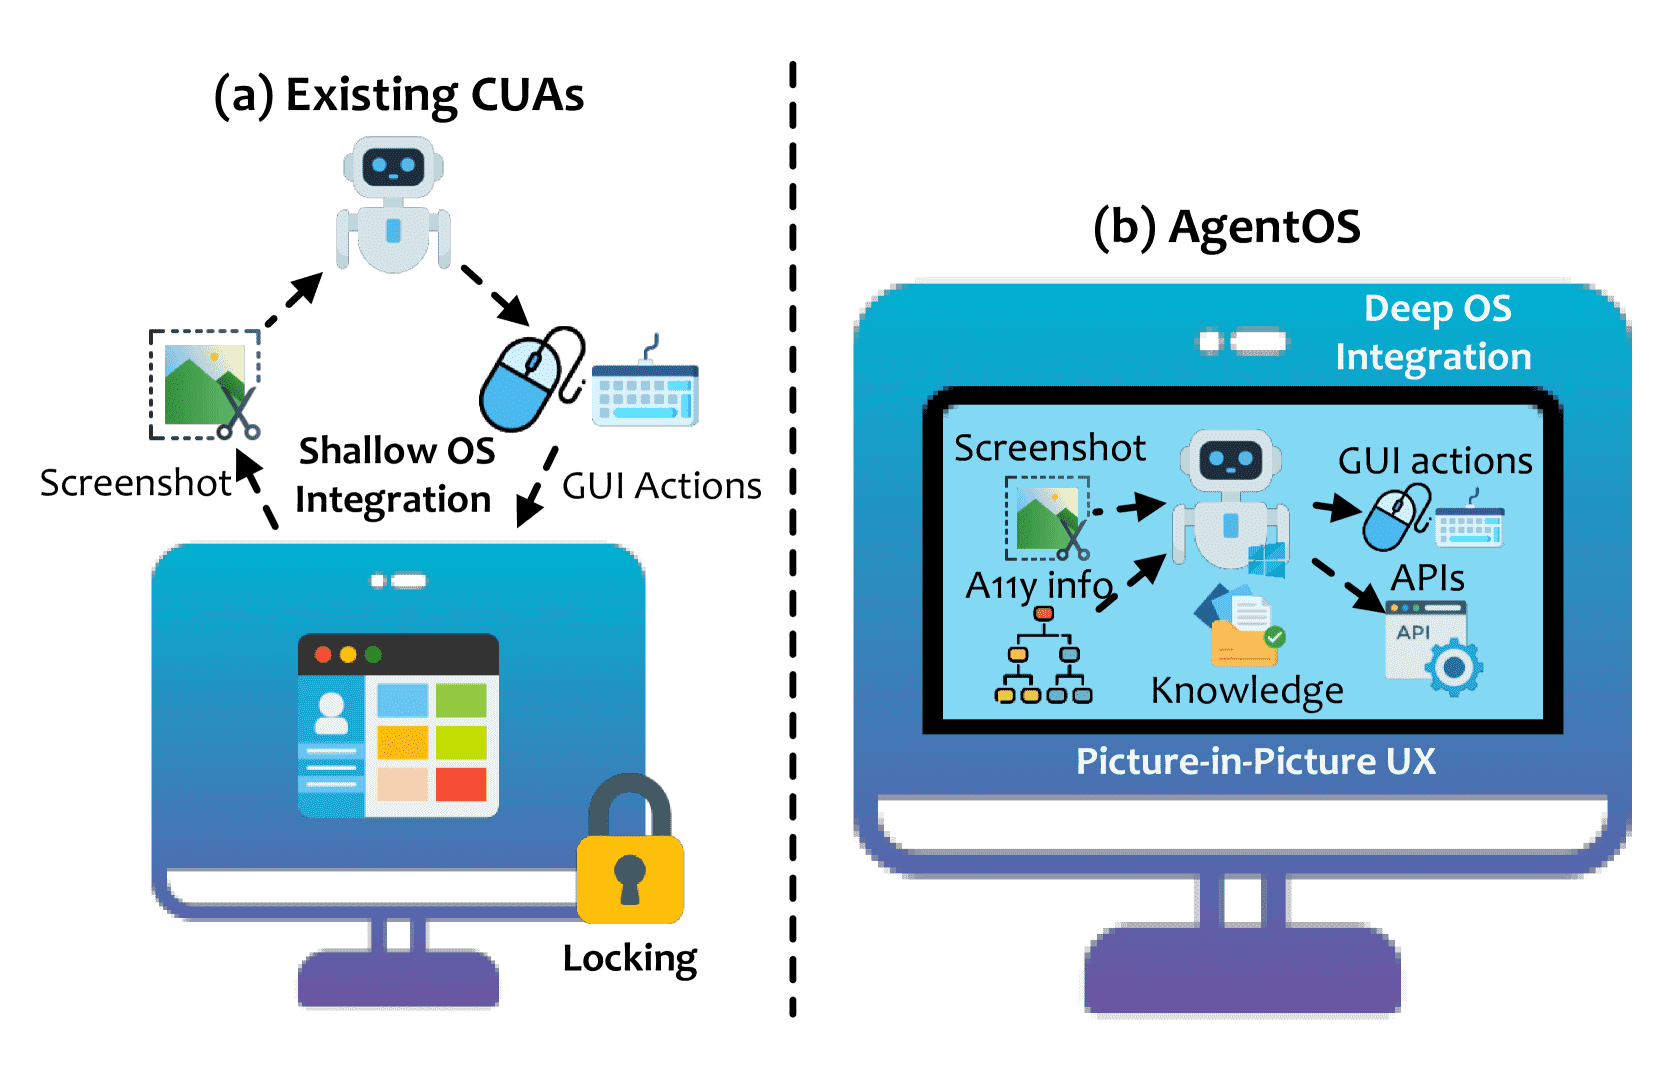 (a) Existing CUAs
Shallow OS
Integration
Screenshot
GUI Actions
Locking
(b) AgentOS
Deep OS
Integration
Screenshot
GUI actions
A11y info
APIs
API
Knowledge
Picture-in-Picture UX